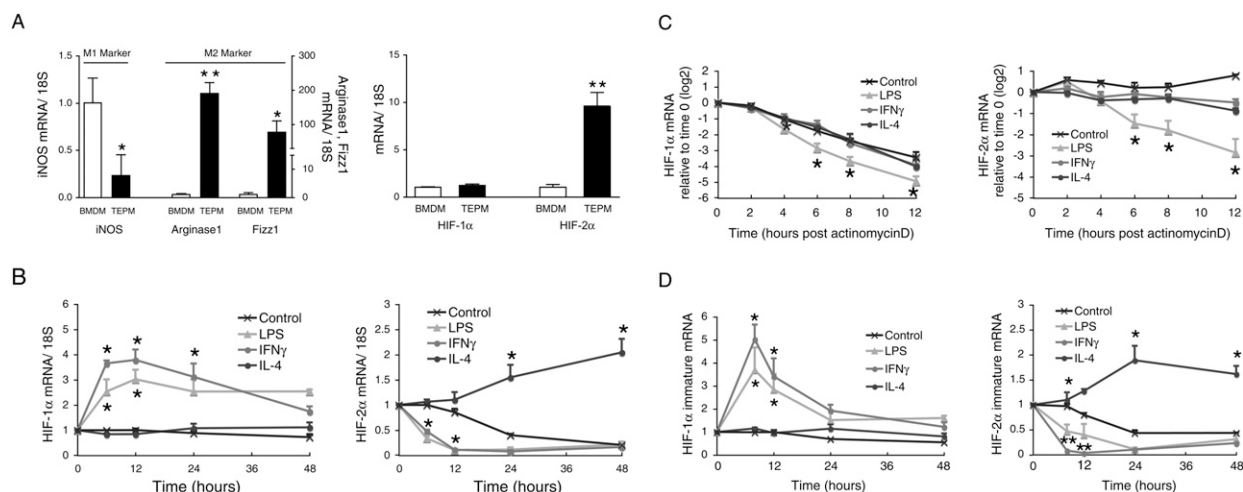 A
M1 Marker
M2 Marker
iNOS mRNA/ 18S
1.5
1.0
0.5
0.0
*
**
*
300
200
100
10
0
Arginase1, Fizz1
mRNA/ 18S
BMDM TEPM BMDM TEPM BMDM TEPM
iNOS Arginase1 Fizz1
mRNA/ 18S
15
10
5
0
**
BMDM TEPM BMDM TEPM
HIF-1α HIF-2α
B
HIF-1α mRNA/ 18S
6
5
4
3
2
1
0
Control
LPS
IFNγ
IL-4
* * *
* *
0 12 24 36 48
Time (hours)
HIF-2α mRNA/ 18S
3
2.5
2
1.5
1
0.5
0
Control
LPS
IFNγ
IL-4
* *
* *
0 12 24 36 48
Time (hours)
C
HIF-1α mRNA
relative to time 0 (log2)
2
1
0
-1
-2
-3
-4
-5
-6
Control
LPS
IFNγ
IL-4
* * * *
0 2 4 6 8 10 12
Time (hours post actinomycinD)
HIF-2α mRNA
relative to time 0 (log2)
1
0
-1
-2
-3
-4
-5
Control
LPS
IFNγ
IL-4
* * *
0 2 4 6 8 10 12
Time (hours post actinomycinD)
D
HIF-1α immature mRNA
6
5
4
3
2
1
0
Control
LPS
IFNγ
IL-4
* *
* *
0 12 24 36 48
Time (hours)
HIF-2α immature mRNA
3
2.5
2
1.5
1
0.5
0
Control
LPS
IFNγ
IL-4
* * *
** **
0 12 24 36 48
Time (hours)